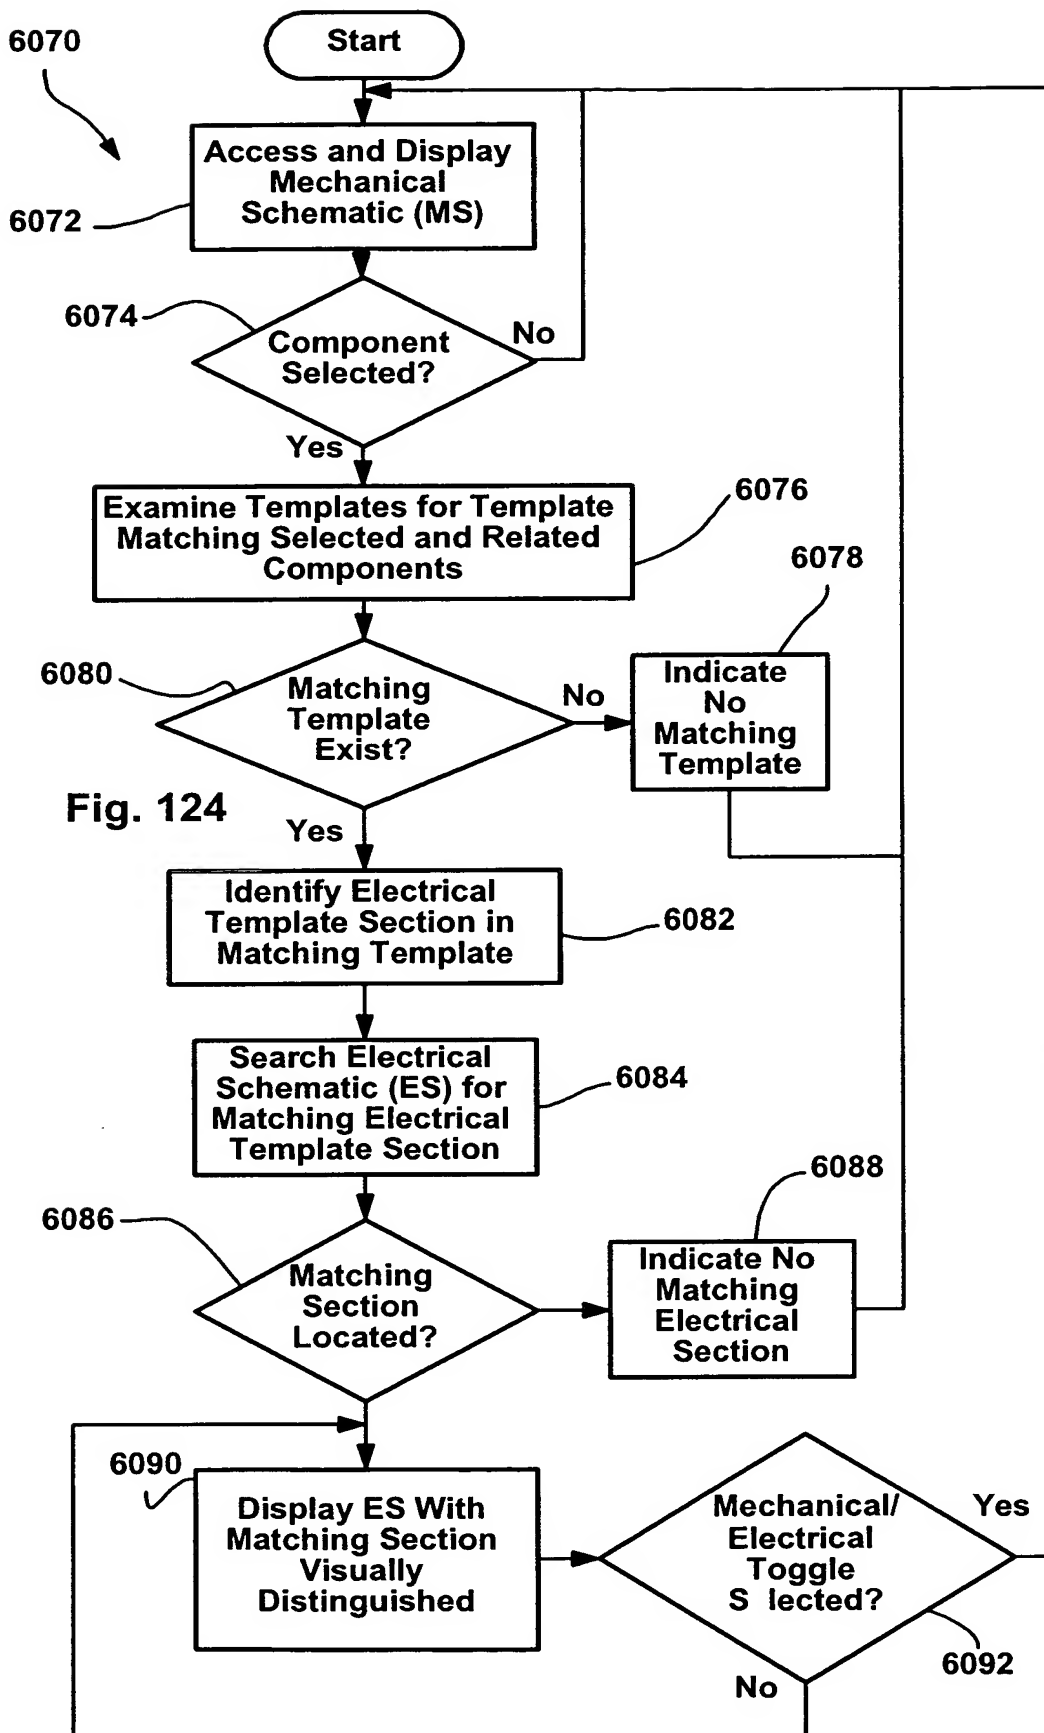 6070
Start
Access and Display
Mechanical
Schematic (MS)
6072
6074
Component
Selected?
No
Yes
Examine Templates for Template
Matching Selected and Related
Components
6076
6078
6080
Matching
Template
Exist?
No
Indicate
No
Matching
Template
Fig. 124
Yes
Identify Electrical
Template Section in
Matching Template
6082
Search Electrical
Schematic (ES) for
Matching Electrical
Template Section
6084
6086
6088
Matching
Section
Located?
Indicate No
Matching
Electrical
Section
6090
Display ES With
Matching Section
Visually
Distinguished
Mechanical/
Electrical
Toggle
S lected?
Yes
6092
No